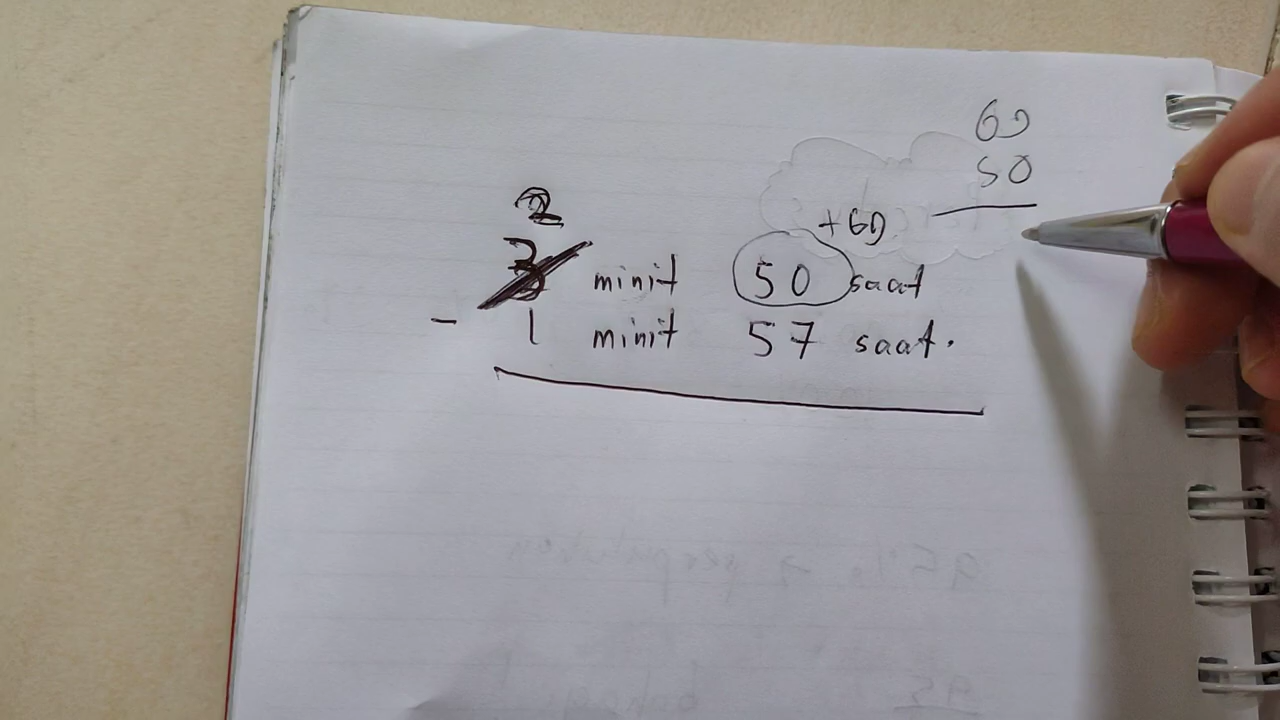 60
50
2
+60
3 minit 50 saat
- 1 minit 57 saat.